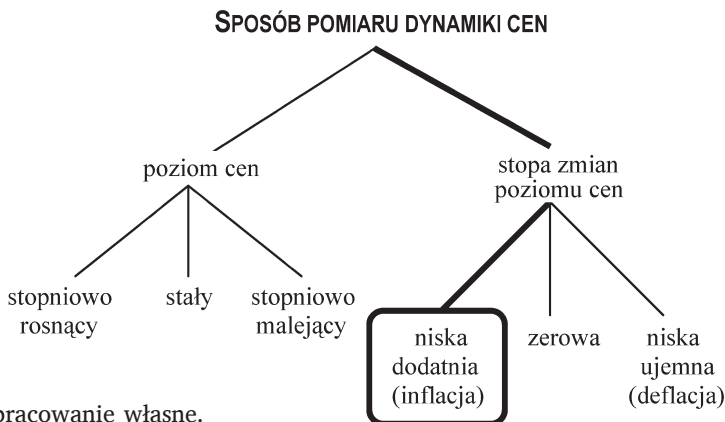 SPOSÓB POMIARU DYNAMIKI CEN
poziom cen
stopa zmian
poziomu cen
stopniowo
rosnący
stały
stopniowo
malejący
niska
dodatnia
(inflacja)
zerowa
niska
ujemna
(deflacja)
pracowanie własne.